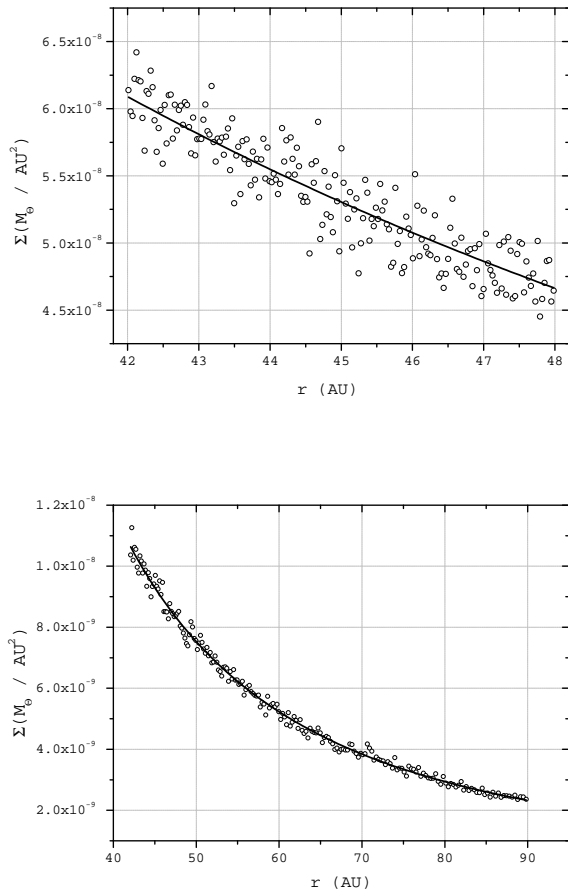 6.5x10⁻⁸
6.0x10⁻⁸
5.5x10⁻⁸
5.0x10⁻⁸
4.5x10⁻⁸
Σ(M⊖ / AU²)
42 43 44 45 46 47 48
r (AU)
1.2x10⁻⁸
1.0x10⁻⁸
8.0x10⁻⁹
6.0x10⁻⁹
4.0x10⁻⁹
2.0x10⁻⁹
Σ(M⊖ / AU²)
40 50 60 70 80 90
r (AU)